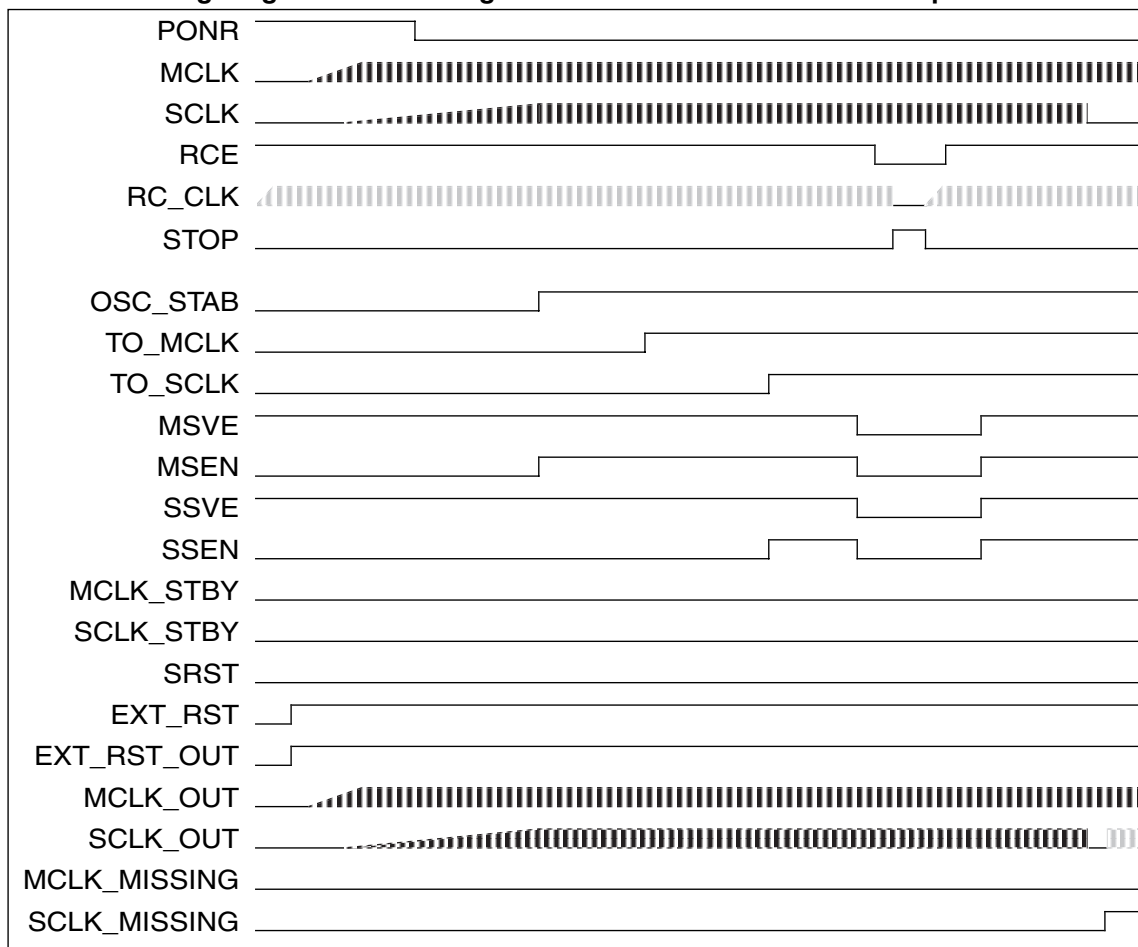 PONR
MCLK
SCLK
RCE
RC_CLK
STOP
OSC_STAB
TO_MCLK
TO_SCLK
MSVE
MSEN
SSVE
SSEN
MCLK_STBY
SCLK_STBY
SRST
EXT_RST
EXT_RST_OUT
MCLK_OUT
SCLK_OUT
MCLK_MISSING
SCLK_MISSING